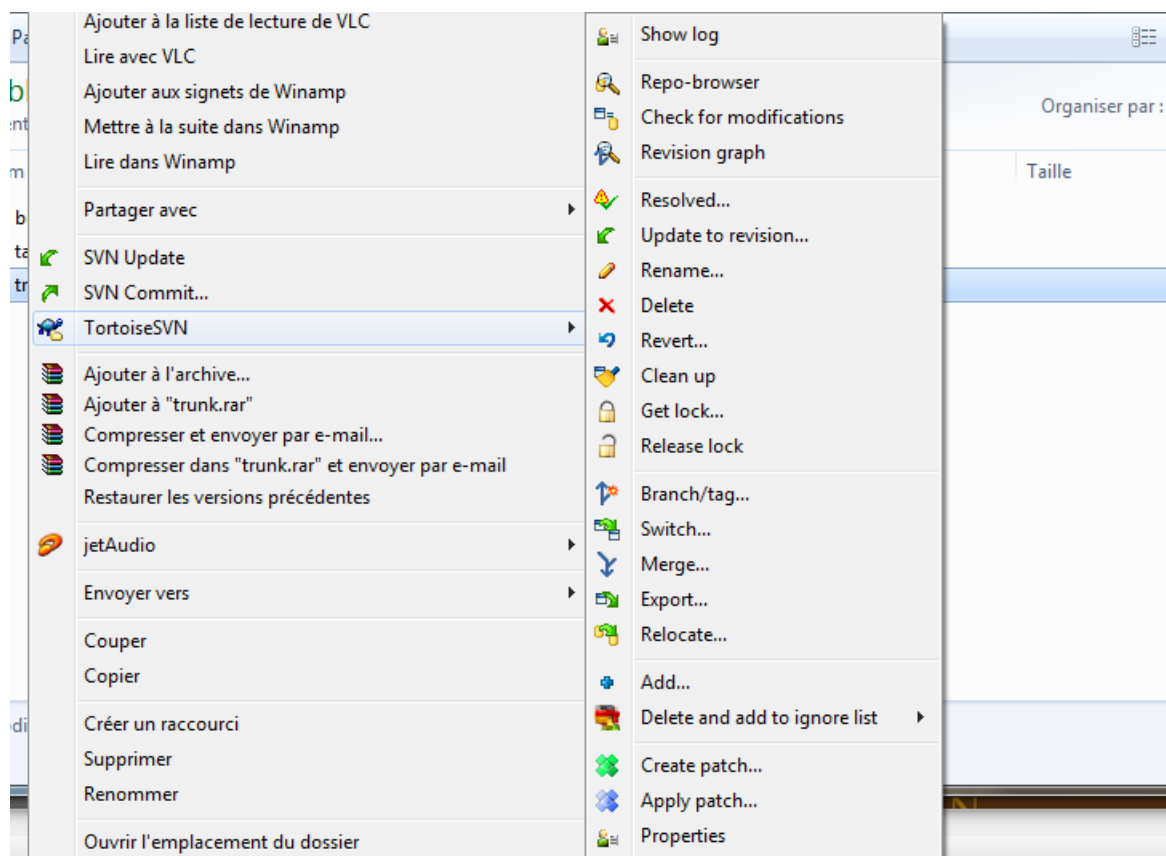 Ajouter à la liste de lecture de VLC
Lire avec VLC
Ajouter aux signets de Winamp
Mettre à la suite dans Winamp
Lire dans Winamp
Partager avec
SVN Update
SVN Commit...
TortoiseSVN
Ajouter à l'archive...
Ajouter à "trunk.rar"
Compresser et envoyer par e-mail...
Compresser dans "trunk.rar" et envoyer par e-mail
Restaurer les versions précédentes
jetAudio
Envoyer vers
Couper
Copier
Créer un raccourci
Supprimer
Renommer
Ouvrir l'emplacement du dossier
Show log
Repo-browser
Check for modifications
Revision graph
Resolved...
Update to revision...
Rename...
Delete
Revert...
Clean up
Get lock...
Release lock
Branch/tag...
Switch...
Merge...
Export...
Relocate...
Add...
Delete and add to ignore list
Create patch...
Apply patch...
Properties
Organiser par :
Taille